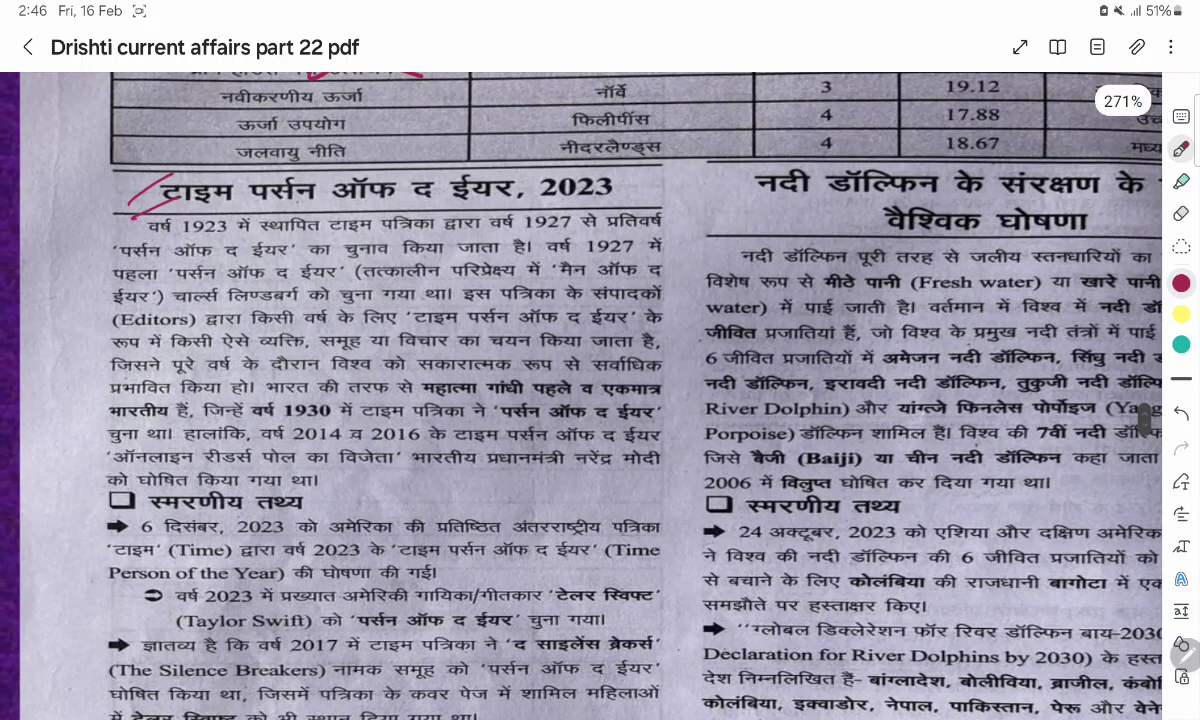 2:46 Fri, 16 Feb
51%
Drishti current affairs part 22 pdf
271%
नवीकरणीय ऊर्जा नॉर्वे 3 19.12
ऊर्जा उपयोग फिलीपींस 4 17.88
जलवायु नीति नीदरलैण्ड्स 4 18.67
टाइम पर्सन ऑफ द ईयर, 2023
वर्ष 1923 में स्थापित टाइम पत्रिका द्वारा वर्ष 1927 से प्रतिवर्ष
'पर्सन ऑफ द ईयर' का चुनाव किया जाता है। वर्ष 1927 में
पहला 'पर्सन ऑफ द ईयर' (तत्कालीन परिप्रेक्ष्य में 'मैन ऑफ द
ईयर') चार्ल्स लिण्डबर्ग को चुना गया था। इस पत्रिका के संपादकों
(Editors) द्वारा किसी वर्ष के लिए 'टाइम पर्सन ऑफ द ईयर' के
रूप में किसी ऐसे व्यक्ति, समूह या विचार का चयन किया जाता है,
जिसने पूरे वर्ष के दौरान विश्व को सकारात्मक रूप से सर्वाधिक
प्रभावित किया हो। भारत की तरफ से महात्मा गांधी पहले व एकमात्र
भारतीय हैं, जिन्हें वर्ष 1930 में टाइम पत्रिका ने 'पर्सन ऑफ द ईयर'
चुना था। हालांकि, वर्ष 2014 व 2016 के टाइम पर्सन ऑफ द ईयर
'ऑनलाइन रीडर्स पोल का विजेता' भारतीय प्रधानमंत्री नरेंद्र मोदी
को घोषित किया गया था।
❑ स्मरणीय तथ्य
➡ 6 दिसंबर, 2023 को अमेरिका की प्रतिष्ठित अंतरराष्ट्रीय पत्रिका
'टाइम' (Time) द्वारा वर्ष 2023 के 'टाइम पर्सन ऑफ द ईयर' (Time
Person of the Year) की घोषणा की गई।
➲ वर्ष 2023 में प्रख्यात अमेरिकी गायिका/गीतकार 'टेलर स्विफ्ट'
(Taylor Swift) को 'पर्सन ऑफ द ईयर' चुना गया।
➡ ज्ञातव्य है कि वर्ष 2017 में टाइम पत्रिका ने 'द साइलेंस ब्रेकर्स'
(The Silence Breakers) नामक समूह को 'पर्सन ऑफ द ईयर'
घोषित किया था, जिसमें पत्रिका के कवर पेज में शामिल महिलाओं
में टेलर स्विफ्ट को भी स्थान दिया गया था।
नदी डॉल्फिन के संरक्षण के
वैश्विक घोषणा
नदी डॉल्फिन पूरी तरह से जलीय स्तनधारियों का
विशेष रूप से मीठे पानी (Fresh water) या खारे पानी
water) में पाई जाती है। वर्तमान में विश्व में नदी
जीवित प्रजातियां हैं, जो विश्व के प्रमुख नदी तंत्रों में पाई
6 जीवित प्रजातियों में अमेजन नदी डॉल्फिन, सिंधु नदी
नदी डॉल्फिन, इरावदी नदी डॉल्फिन, तुकुजी नदी
River Dolphin) और यांग्त्जे फिनलेस पोर्पोइज
Porpoise) डॉल्फिन शामिल हैं। विश्व की 7वीं नदी
जिसे बैजी (Baiji) या चीन नदी डॉल्फिन कहा जाता
2006 में विलुप्त घोषित कर दिया गया था।
❑ स्मरणीय तथ्य
➡ 24 अक्टूबर, 2023 को एशिया और दक्षिण
ने विश्व की नदी डॉल्फिन की 6 जीवित प्रजातियों को
से बचाने के लिए कोलंबिया की राजधानी बागोटा में
समझौते पर हस्ताक्षर किए।
➡ ''ग्लोबल डिक्लेरेशन फॉर रिवर डॉल्फिन बाय-2030
Declaration for River Dolphins by 2030) के
देश निम्नलिखित हैं- बांग्लादेश, बोलीविया, ब्राजील,
कोलंबिया, इक्वाडोर, नेपाल, पाकिस्तान, पेरू और